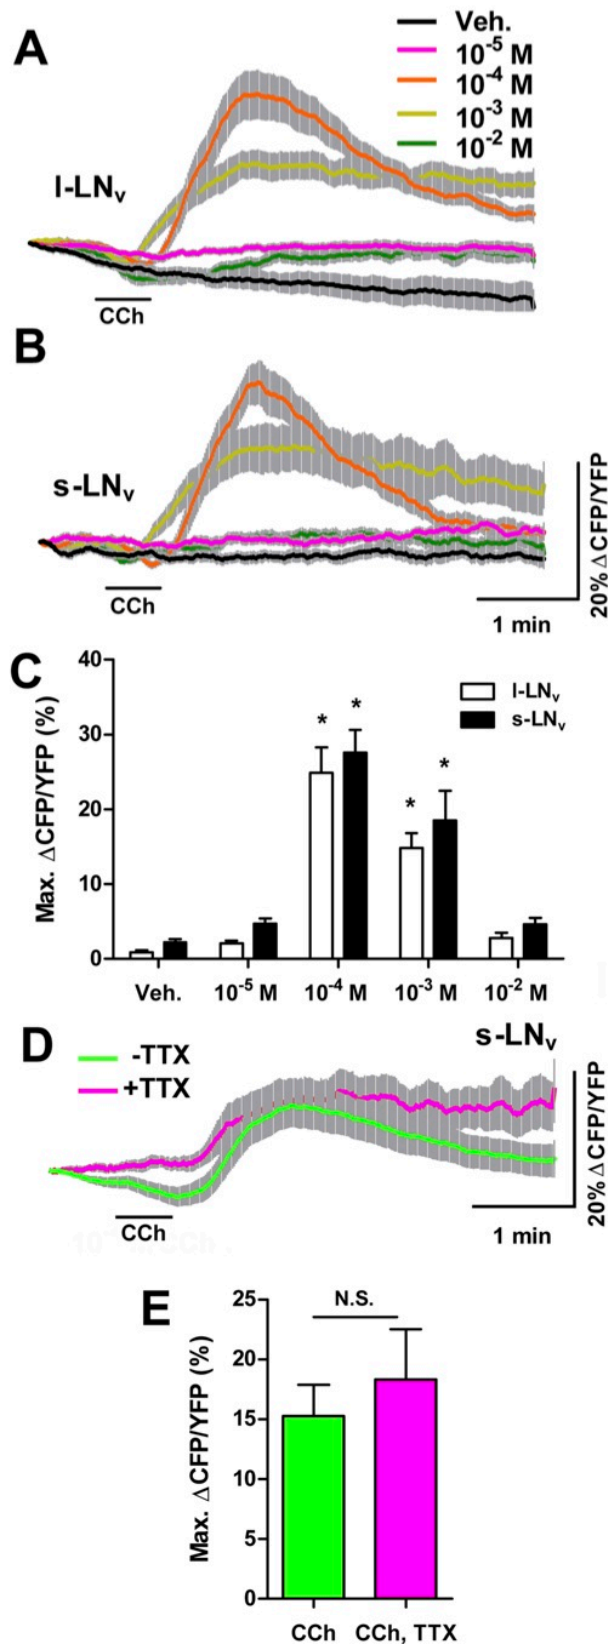 A
Veh.
10⁻⁵ M
10⁻⁴ M
10⁻³ M
10⁻² M
l-LNᵥ
CCh
B
s-LNᵥ
CCh
20% ΔCFP/YFP
1 min
C
Max. ΔCFP/YFP (%)
40
30
20
10
0
l-LNᵥ
s-LNᵥ
* *
* *
Veh. 10⁻⁵ M 10⁻⁴ M 10⁻³ M 10⁻² M
D
-TTX
+TTX
s-LNᵥ
CCh
20% ΔCFP/YFP
1 min
E
N.S.
Max. ΔCFP/YFP (%)
25
20
15
10
5
0
CCh CCh, TTX